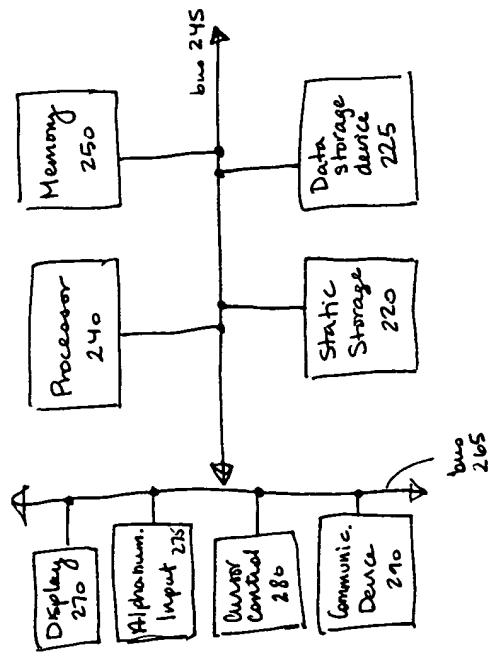 Memory
250
Processor
240
bus 245
Data
storage
device
225
Static
Storage
220
bus
265
Display
270
Alphanum.
Input 275
Cursor
Control
280
Communic.
Device
290